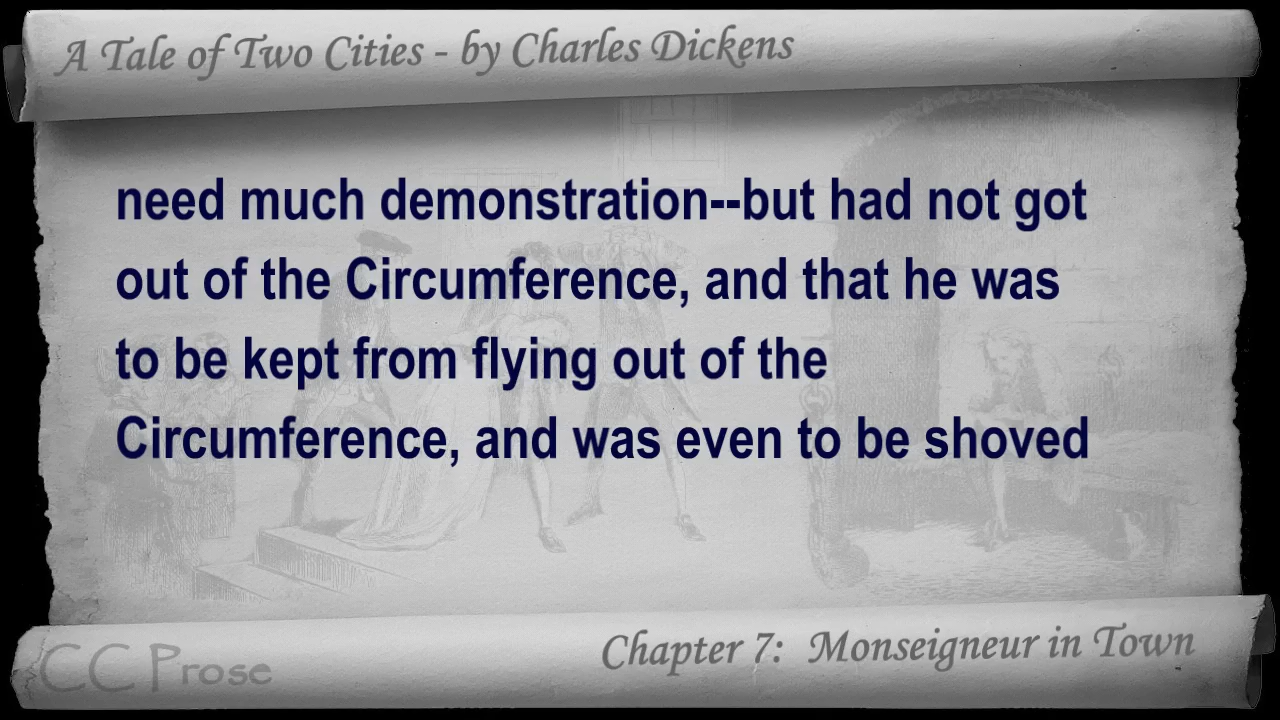 A Tale of Two Cities - by Charles Dickens
need much demonstration--but had not got
out of the Circumference, and that he was
to be kept from flying out of the
Circumference, and was even to be shoved
CC Prose
Chapter 7: Monseigneur in Town